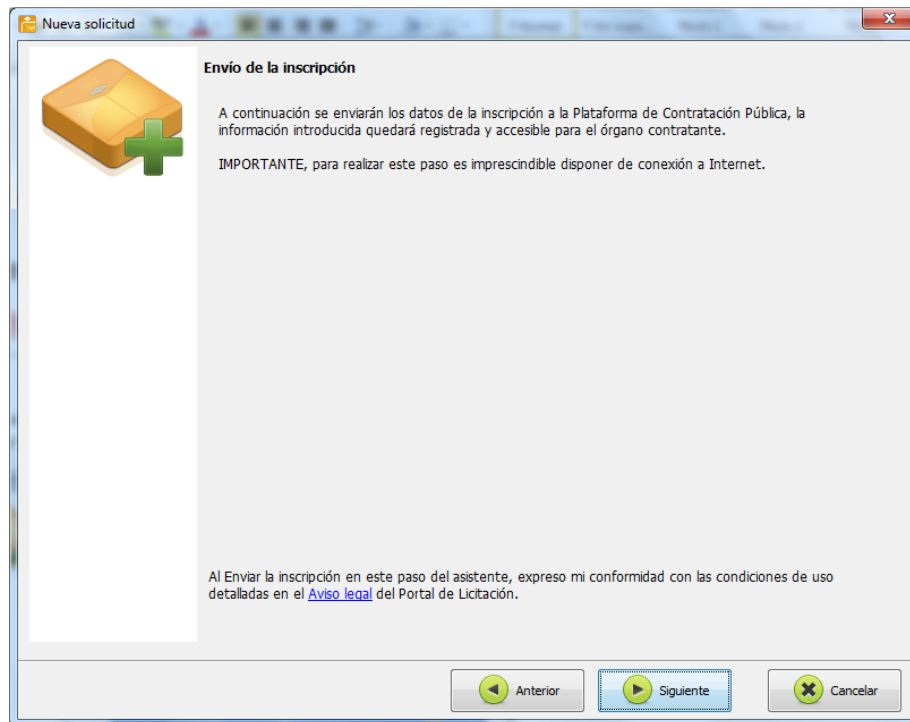 Nueva solicitud
Envío de la inscripción
A continuación se enviarán los datos de la inscripción a la Plataforma de Contratación Pública, la
información introducida quedará registrada y accesible para el órgano contratante.
IMPORTANTE, para realizar este paso es imprescindible disponer de conexión a Internet.
Al Enviar la inscripción en este paso del asistente, expreso mi conformidad con las condiciones de uso
detalladas en el Aviso legal del Portal de Licitación.
Anterior Siguiente Cancelar